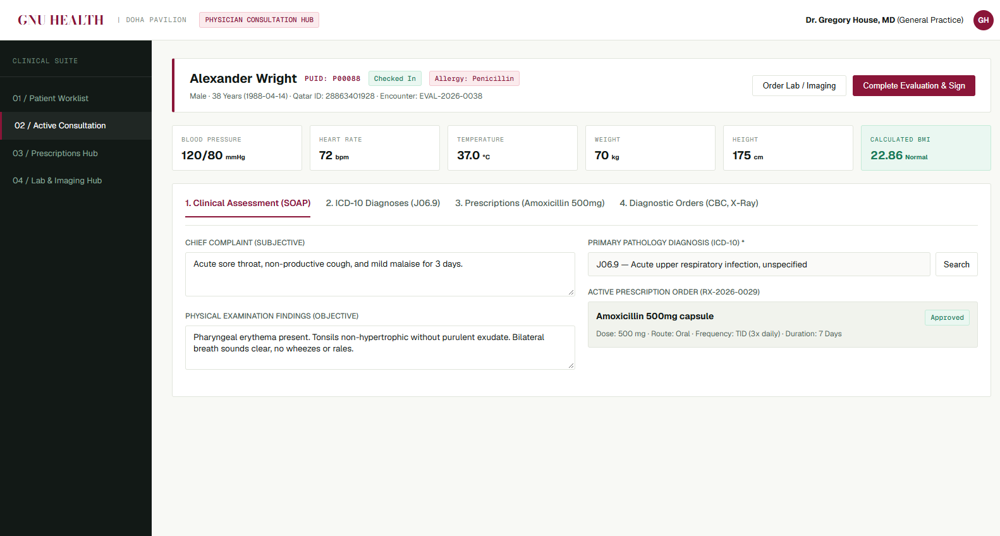 GNU HEALTH
| DOHA PAVILION
PHYSICIAN CONSULTATION HUB
Dr. Gregory House, MD (General Practice)
GH
CLINICAL SUITE
01 / Patient Worklist
02 / Active Consultation
03 / Prescriptions Hub
04 / Lab & Imaging Hub
Alexander Wright
PUID: P00088
Checked In
Allergy: Penicillin
Male · 38 Years (1988-04-14) · Qatar ID: 28863401928 · Encounter: EVAL-2026-0038
Order Lab / Imaging
Complete Evaluation & Sign
BLOOD PRESSURE
120/80 mmHg
HEART RATE
72 bpm
TEMPERATURE
37.0 °C
WEIGHT
70 kg
HEIGHT
175 cm
CALCULATED BMI
22.86 Normal
1. Clinical Assessment (SOAP)
2. ICD-10 Diagnoses (J06.9)
3. Prescriptions (Amoxicillin 500mg)
4. Diagnostic Orders (CBC, X-Ray)
CHIEF COMPLAINT (SUBJECTIVE)
Acute sore throat, non-productive cough, and mild malaise for 3 days.
PHYSICAL EXAMINATION FINDINGS (OBJECTIVE)
Pharyngeal erythema present. Tonsils non-hypertrophic without purulent exudate. Bilateral
breath sounds clear, no wheezes or rales.
PRIMARY PATHOLOGY DIAGNOSIS (ICD-10) *
J06.9 — Acute upper respiratory infection, unspecified
Search
ACTIVE PRESCRIPTION ORDER (RX-2026-0029)
Amoxicillin 500mg capsule
Approved
Dose: 500 mg · Route: Oral · Frequency: TID (3x daily) · Duration: 7 Days